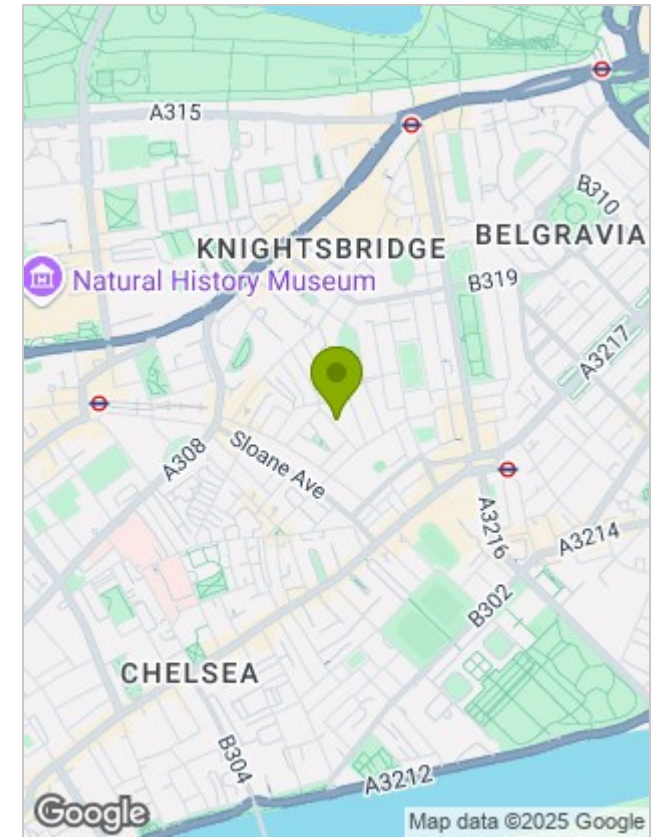 A315
B310
KNIGHTSBRIDGE
BELGRAVIA
Natural History Museum
B319
A3217
A308
Sloane Ave
A3216
A3214
B302
CHELSEA
B304
A3212
Google
Map data ©2025 Google